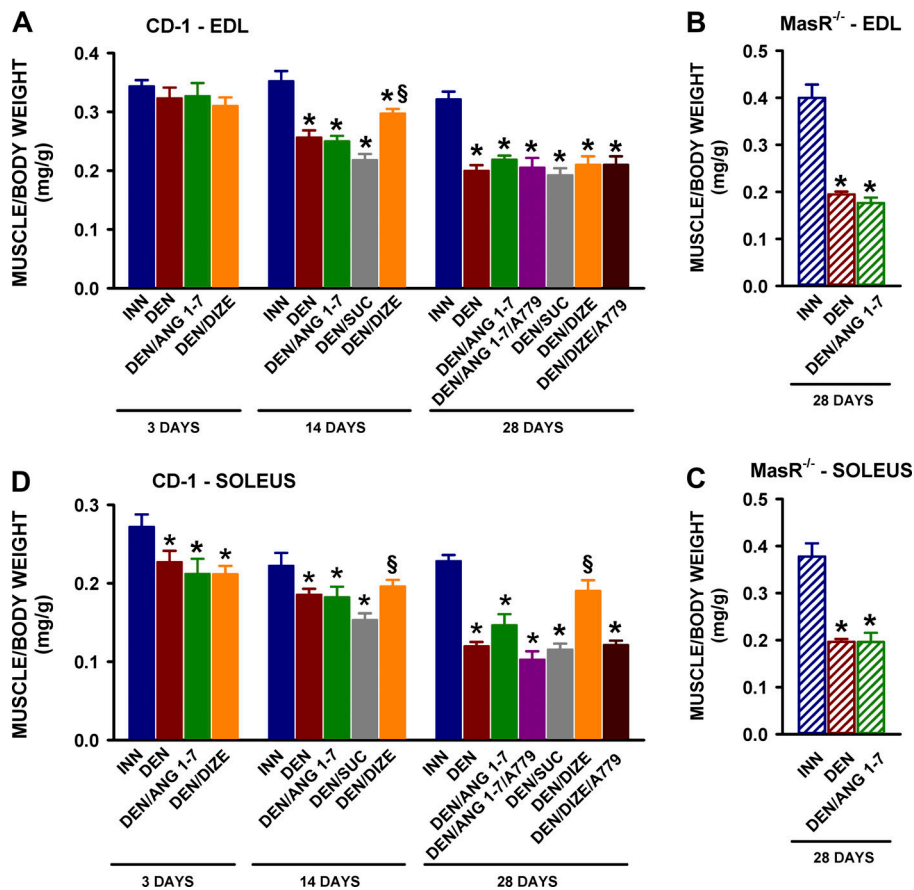 A
CD-1 - EDL
MUSCLE/BODY WEIGHT
(mg/g)
0.4
0.3
0.2
0.1
0.0
* * * * §
* * * * * *
INN
DEN
DEN/ANG 1-7
DEN/DIZE
INN
DEN
DEN/ANG 1-7
DEN/SUC
DEN/DIZE
INN
DEN
DEN/ANG 1-7
DEN/ANG 1-7/A779
DEN/SUC
DEN/DIZE
DEN/DIZE/A779
3 DAYS
14 DAYS
28 DAYS
B
MasR-/- - EDL
MUSCLE/BODY WEIGHT
(mg/g)
0.5
0.4
0.3
0.2
0.1
0.0
* *
INN
DEN
DEN/ANG 1-7
28 DAYS
D
CD-1 - SOLEUS
MUSCLE/BODY WEIGHT
(mg/g)
0.3
0.2
0.1
0.0
* * *
* * * §
* * * * § *
INN
DEN
DEN/ANG 1-7
DEN/DIZE
INN
DEN
DEN/ANG 1-7
DEN/SUC
DEN/DIZE
INN
DEN
DEN/ANG 1-7
DEN/ANG 1-7/A779
DEN/SUC
DEN/DIZE
DEN/DIZE/A779
3 DAYS
14 DAYS
28 DAYS
C
MasR-/- - SOLEUS
MUSCLE/BODY WEIGHT
(mg/g)
0.5
0.4
0.3
0.2
0.1
0.0
* *
INN
DEN
DEN/ANG 1-7
28 DAYS